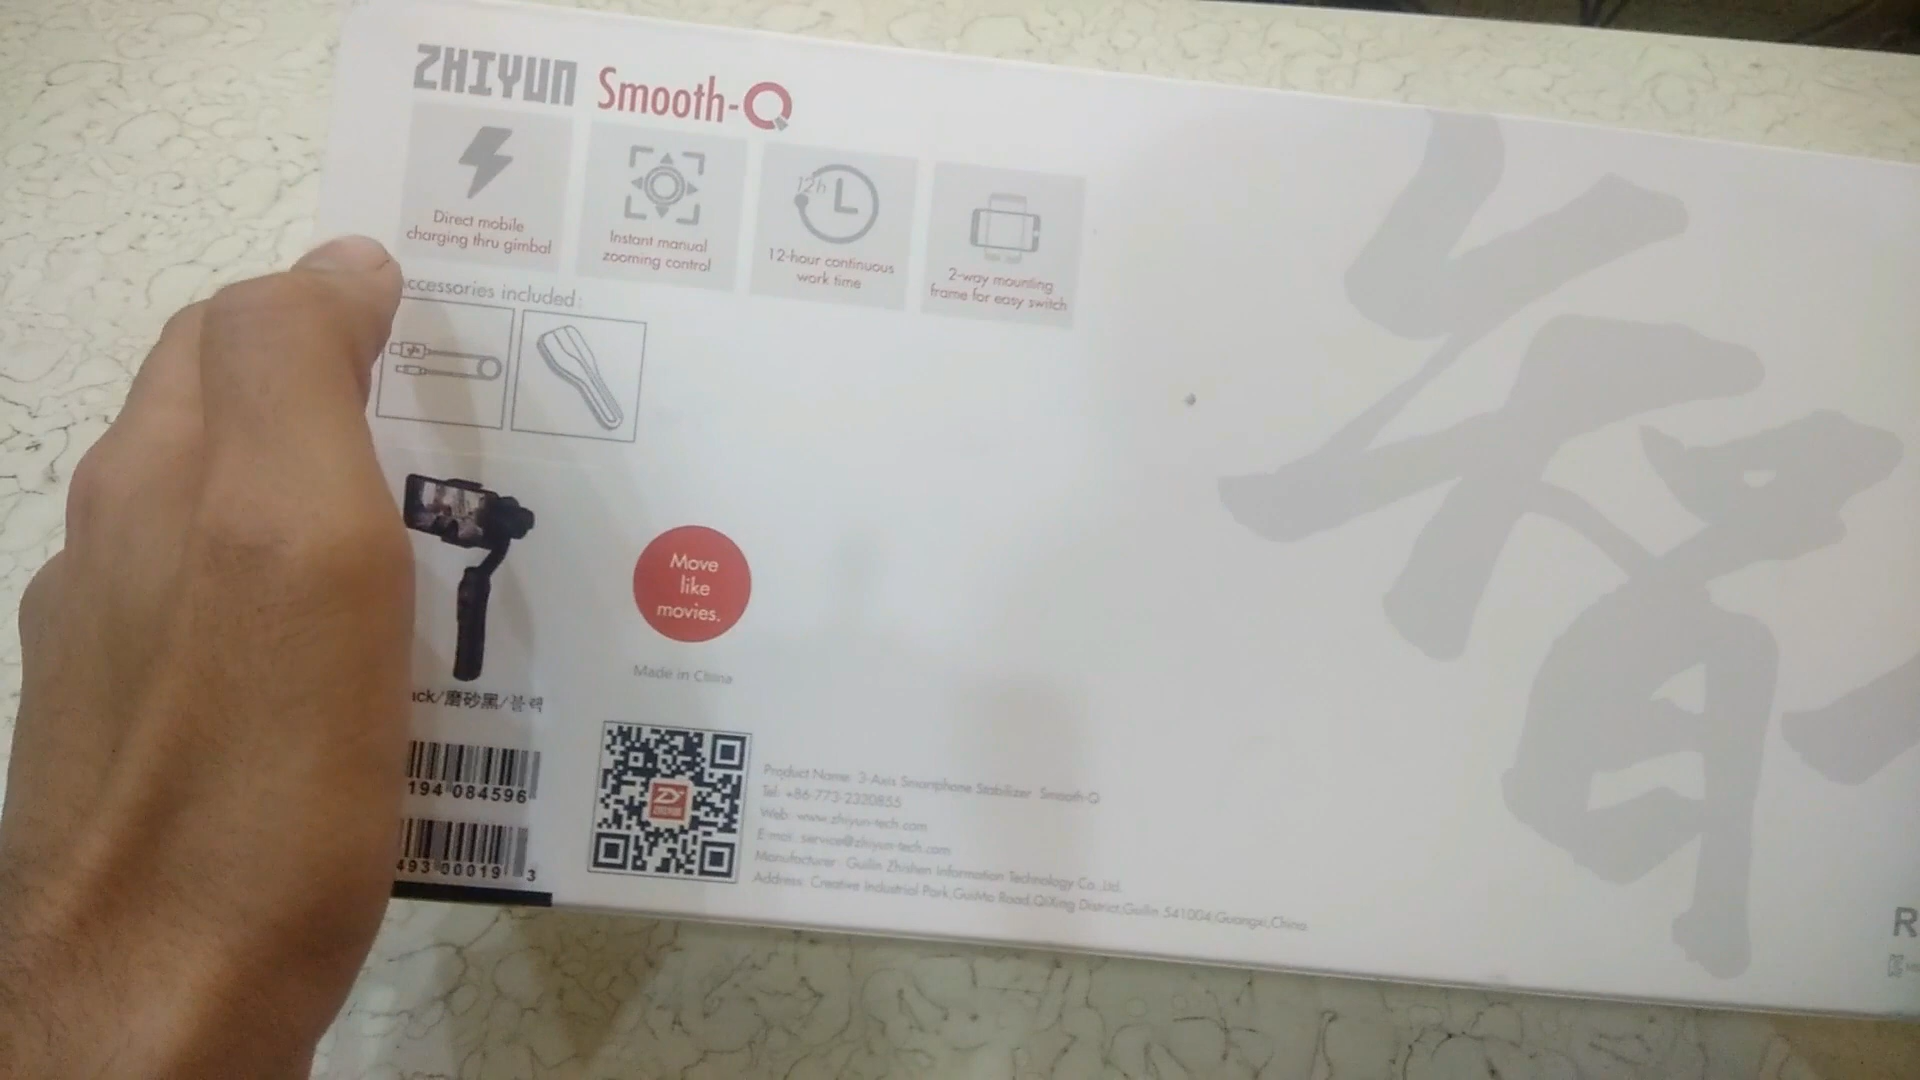 ZHIYUN Smooth-Q
Direct mobile
charging thru gimbal
Instant manual
zooming control
12h
12-hour continuous
work time
2-way mounting
frame for easy switch
ccessories included:
Move
like
movies.
Made in China
ack/磨砂黑/블랙
194 084596
493 00019 3
ZHIYUN
Product Name: 3-Axis Smartphone Stabilizer Smooth-Q
Tel: +86-773-2320855
Web: www.zhiyun-tech.com
E-mai: service@zhiyun-tech.com
Manufacturer: Guilin Zhishen Information Technology Co.,Ltd.
Address: Creative Industrial Park,GuiMo Road,QiXing District,Guilin 541004,Guangxi,China
R